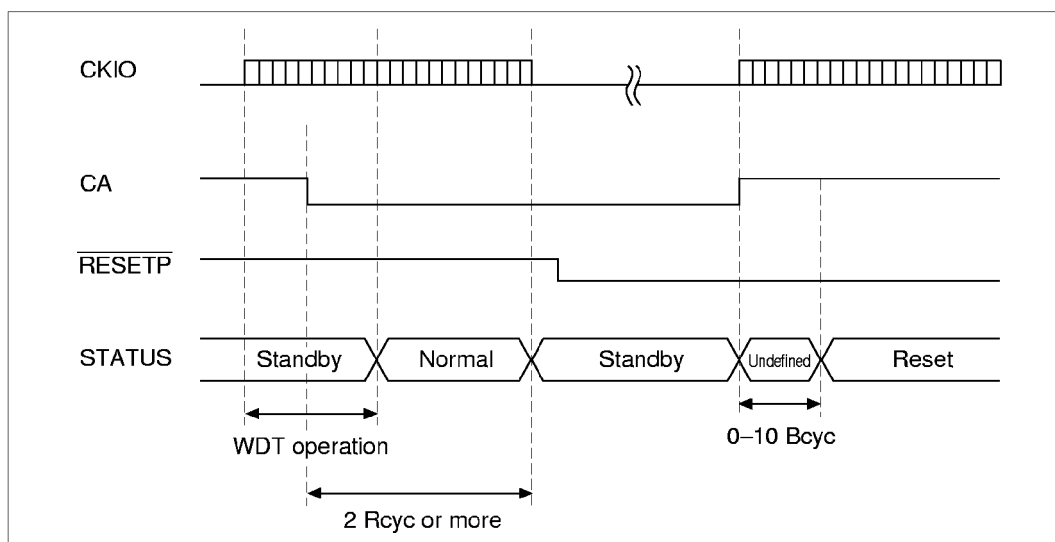 CKIO
CA
RESETP
STATUS
Standby
Normal
Standby
Undefined
Reset
WDT operation
0–10 Bcyc
2 Rcyc or more